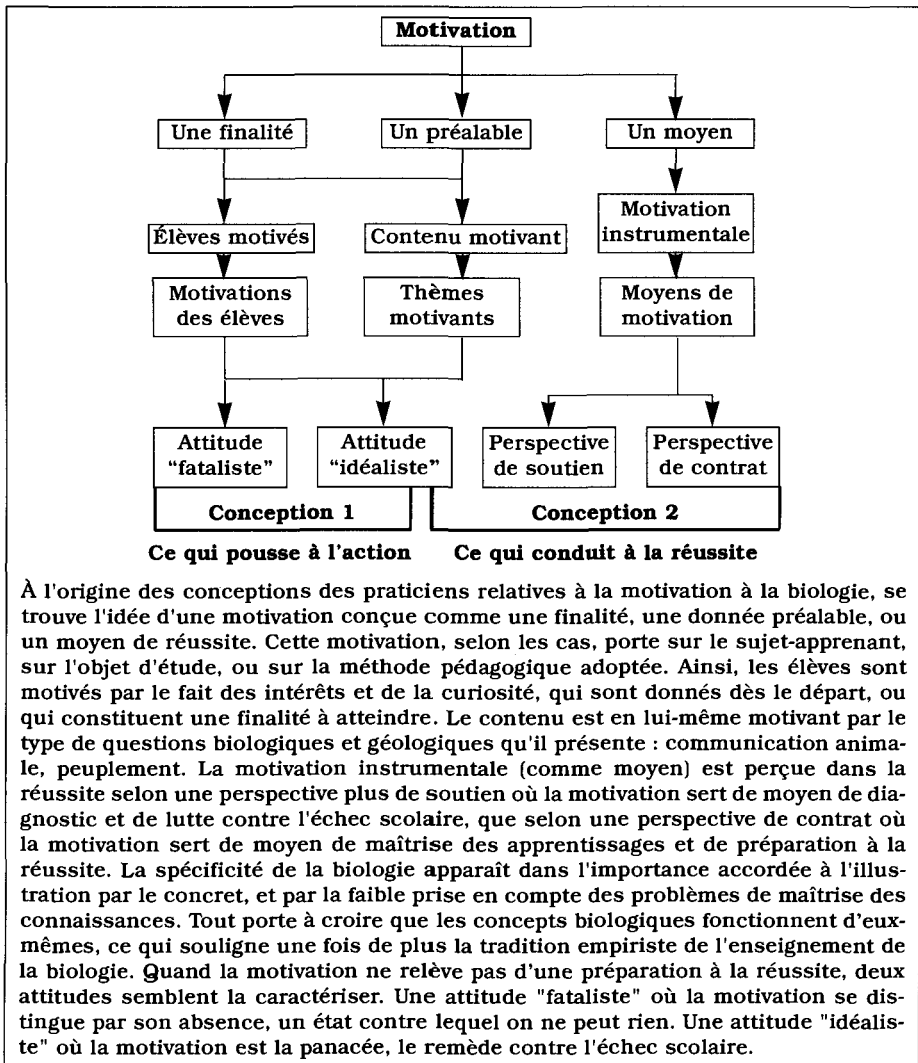 Motivation
Une finalité
Un préalable
Un moyen
Élèves motivés
Contenu motivant
Motivation
instrumentale
Motivations
des élèves
Thèmes
motivants
Moyens de
motivation
Attitude
“fataliste”
Attitude
“idéaliste”
Perspective
de soutien
Perspective
de contrat
Conception 1
Conception 2
Ce qui pousse à l'action
Ce qui conduit à la réussite
À l'origine des conceptions des praticiens relatives à la motivation à la biologie, se
trouve l'idée d'une motivation conçue comme une finalité, une donnée préalable, ou
un moyen de réussite. Cette motivation, selon les cas, porte sur le sujet-apprenant,
sur l'objet d'étude, ou sur la méthode pédagogique adoptée. Ainsi, les élèves sont
motivés par le fait des intérêts et de la curiosité, qui sont donnés dès le départ, ou
qui constituent une finalité à atteindre. Le contenu est en lui-même motivant par le
type de questions biologiques et géologiques qu'il présente : communication anima-
le, peuplement. La motivation instrumentale (comme moyen) est perçue dans la
réussite selon une perspective plus de soutien où la motivation sert de moyen de dia-
gnostic et de lutte contre l'échec scolaire, que selon une perspective de contrat où
la motivation sert de moyen de maîtrise des apprentissages et de préparation à la
réussite. La spécificité de la biologie apparaît dans l'importance accordée à l'illus-
tration par le concret, et par la faible prise en compte des problèmes de maîtrise des
connaissances. Tout porte à croire que les concepts biologiques fonctionnent d'eux-
mêmes, ce qui souligne une fois de plus la tradition empiriste de l'enseignement de
la biologie. Quand la motivation ne relève pas d'une préparation à la réussite, deux
attitudes semblent la caractériser. Une attitude "fataliste" où la motivation se dis-
tingue par son absence, un état contre lequel on ne peut rien. Une attitude "idéalis-
te" où la motivation est la panacée, le remède contre l'échec scolaire.